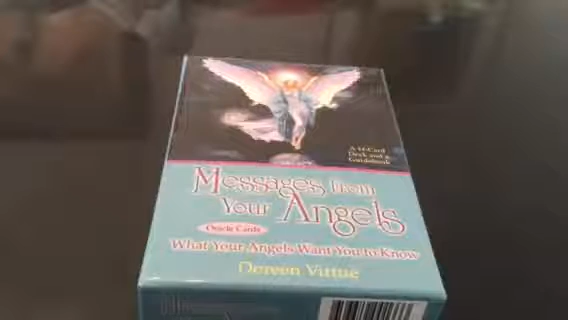 A 44-Card
Deck and a
Guidebook
Messages from
Your Angels
Oracle Cards
What Your Angels Want You to Know
Doreen Virtue